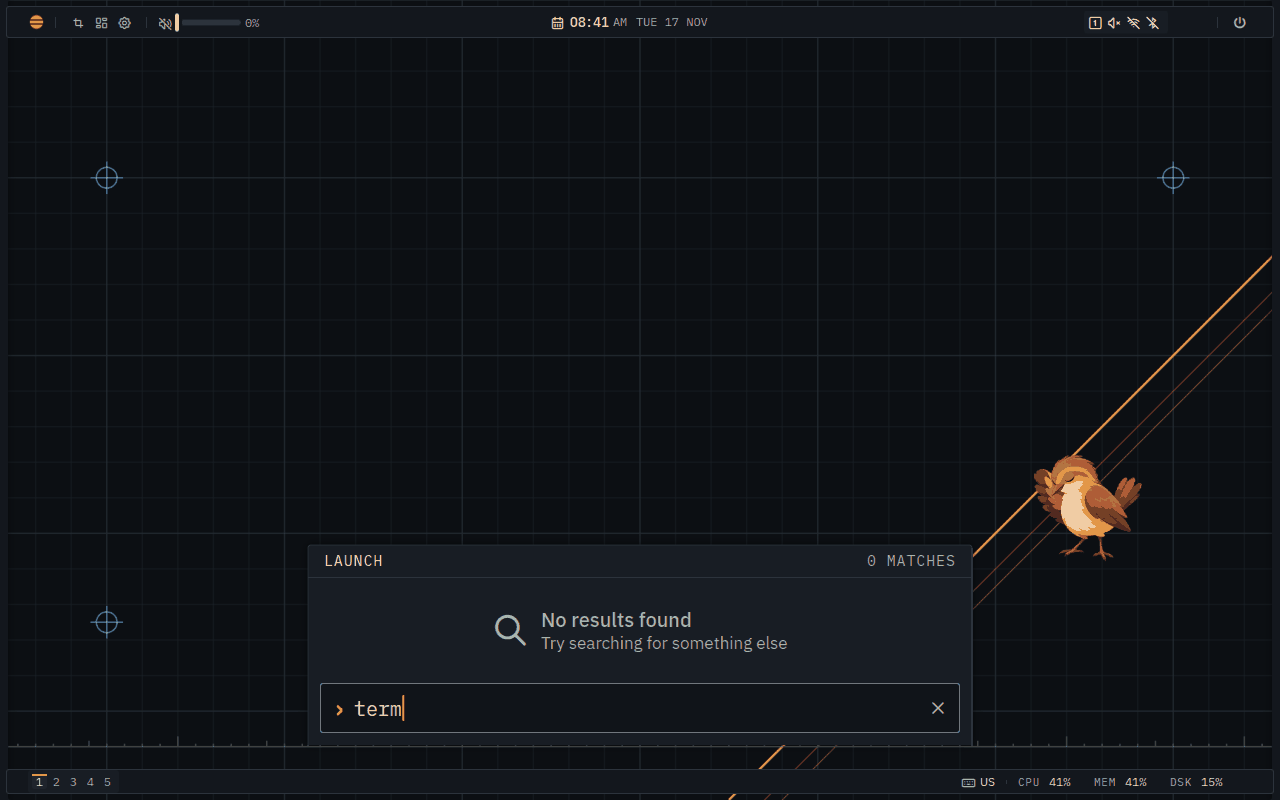 0% 08:41 AM TUE 17 NOV 1
LAUNCH 0 MATCHES
No results found
Try searching for something else
› term ×
1 2 3 4 5 US CPU 41% MEM 41% DSK 15%